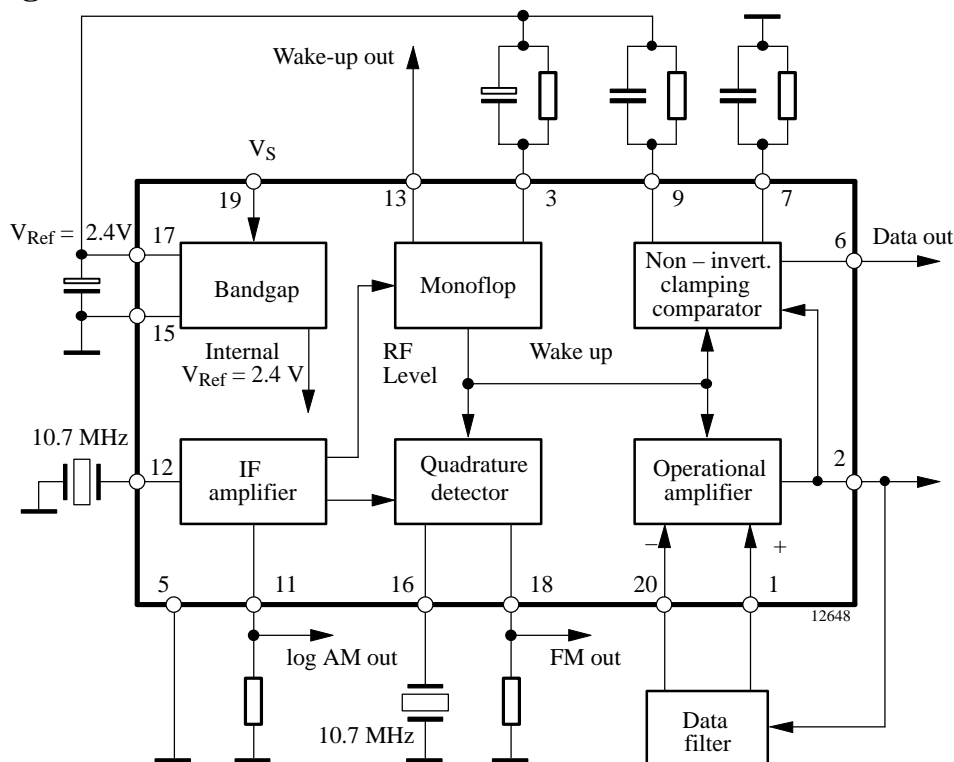 Wake-up out
V_S
19
13
3
9
7
V_Ref = 2.4V
17
6
Data out
Bandgap
Monoflop
Non – invert.
clamping
comparator
15
Internal
V_Ref = 2.4 V
RF
Level
Wake up
10.7 MHz
12
IF
amplifier
Quadrature
detector
Operational
amplifier
2
–
+
5
11
16
18
20
1
12648
log AM out
FM out
10.7 MHz
Data
filter